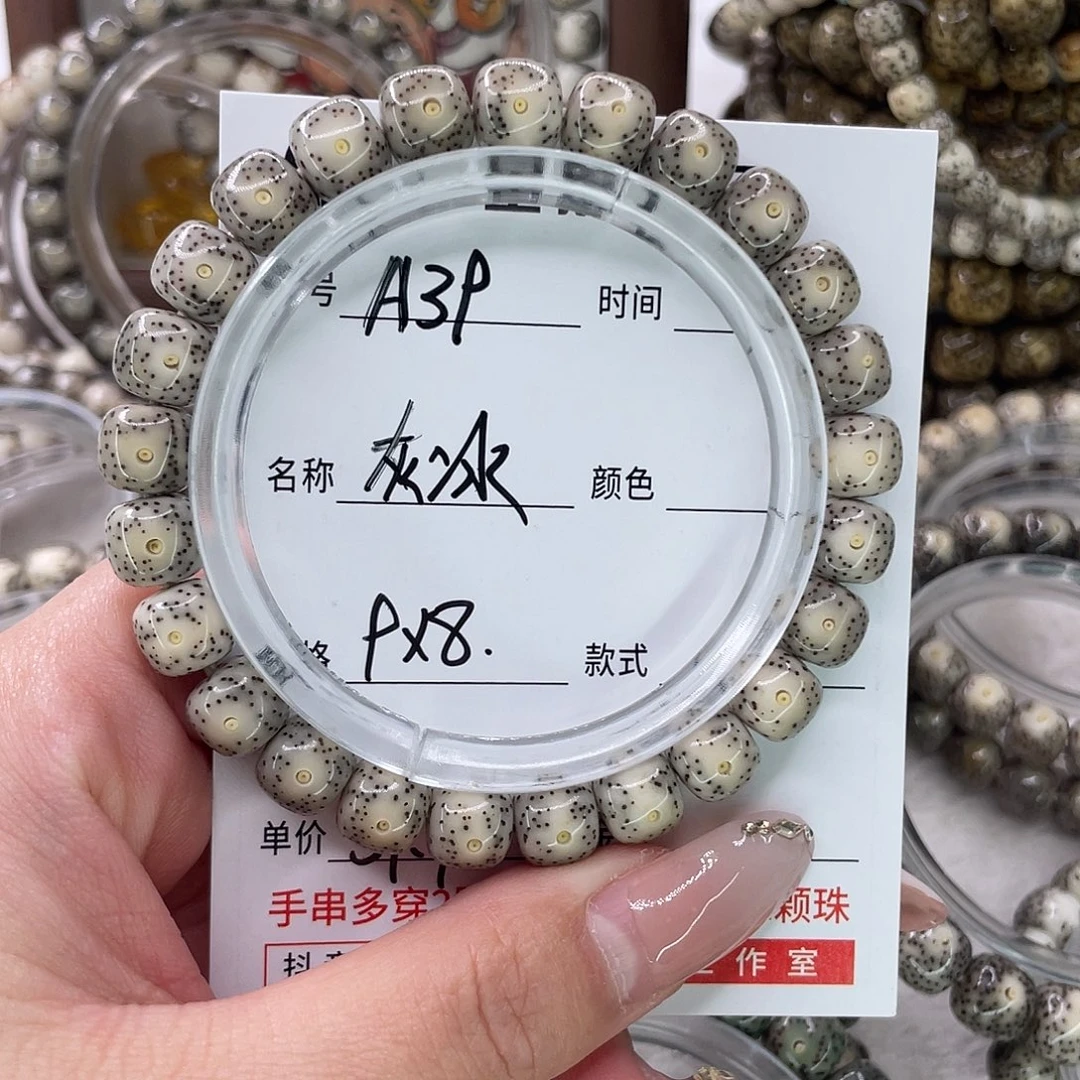 号 A3P 时间
名称 灰冰 颜色
格 PX8. 款式
单价
手串多穿 颗珠
工作室